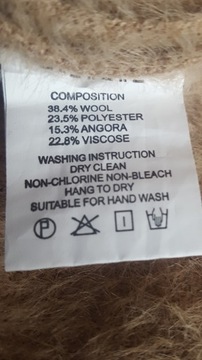 COMPOSITION
38.4% WOOL
23.5% POLYESTER
15.3% ANGORA
22.8% VISCOSE
WASHING INSTRUCTION
DRY CLEAN
NON-CHLORINE NON-BLEACH
HANG TO DRY
SUITABLE FOR HAND WASH
P